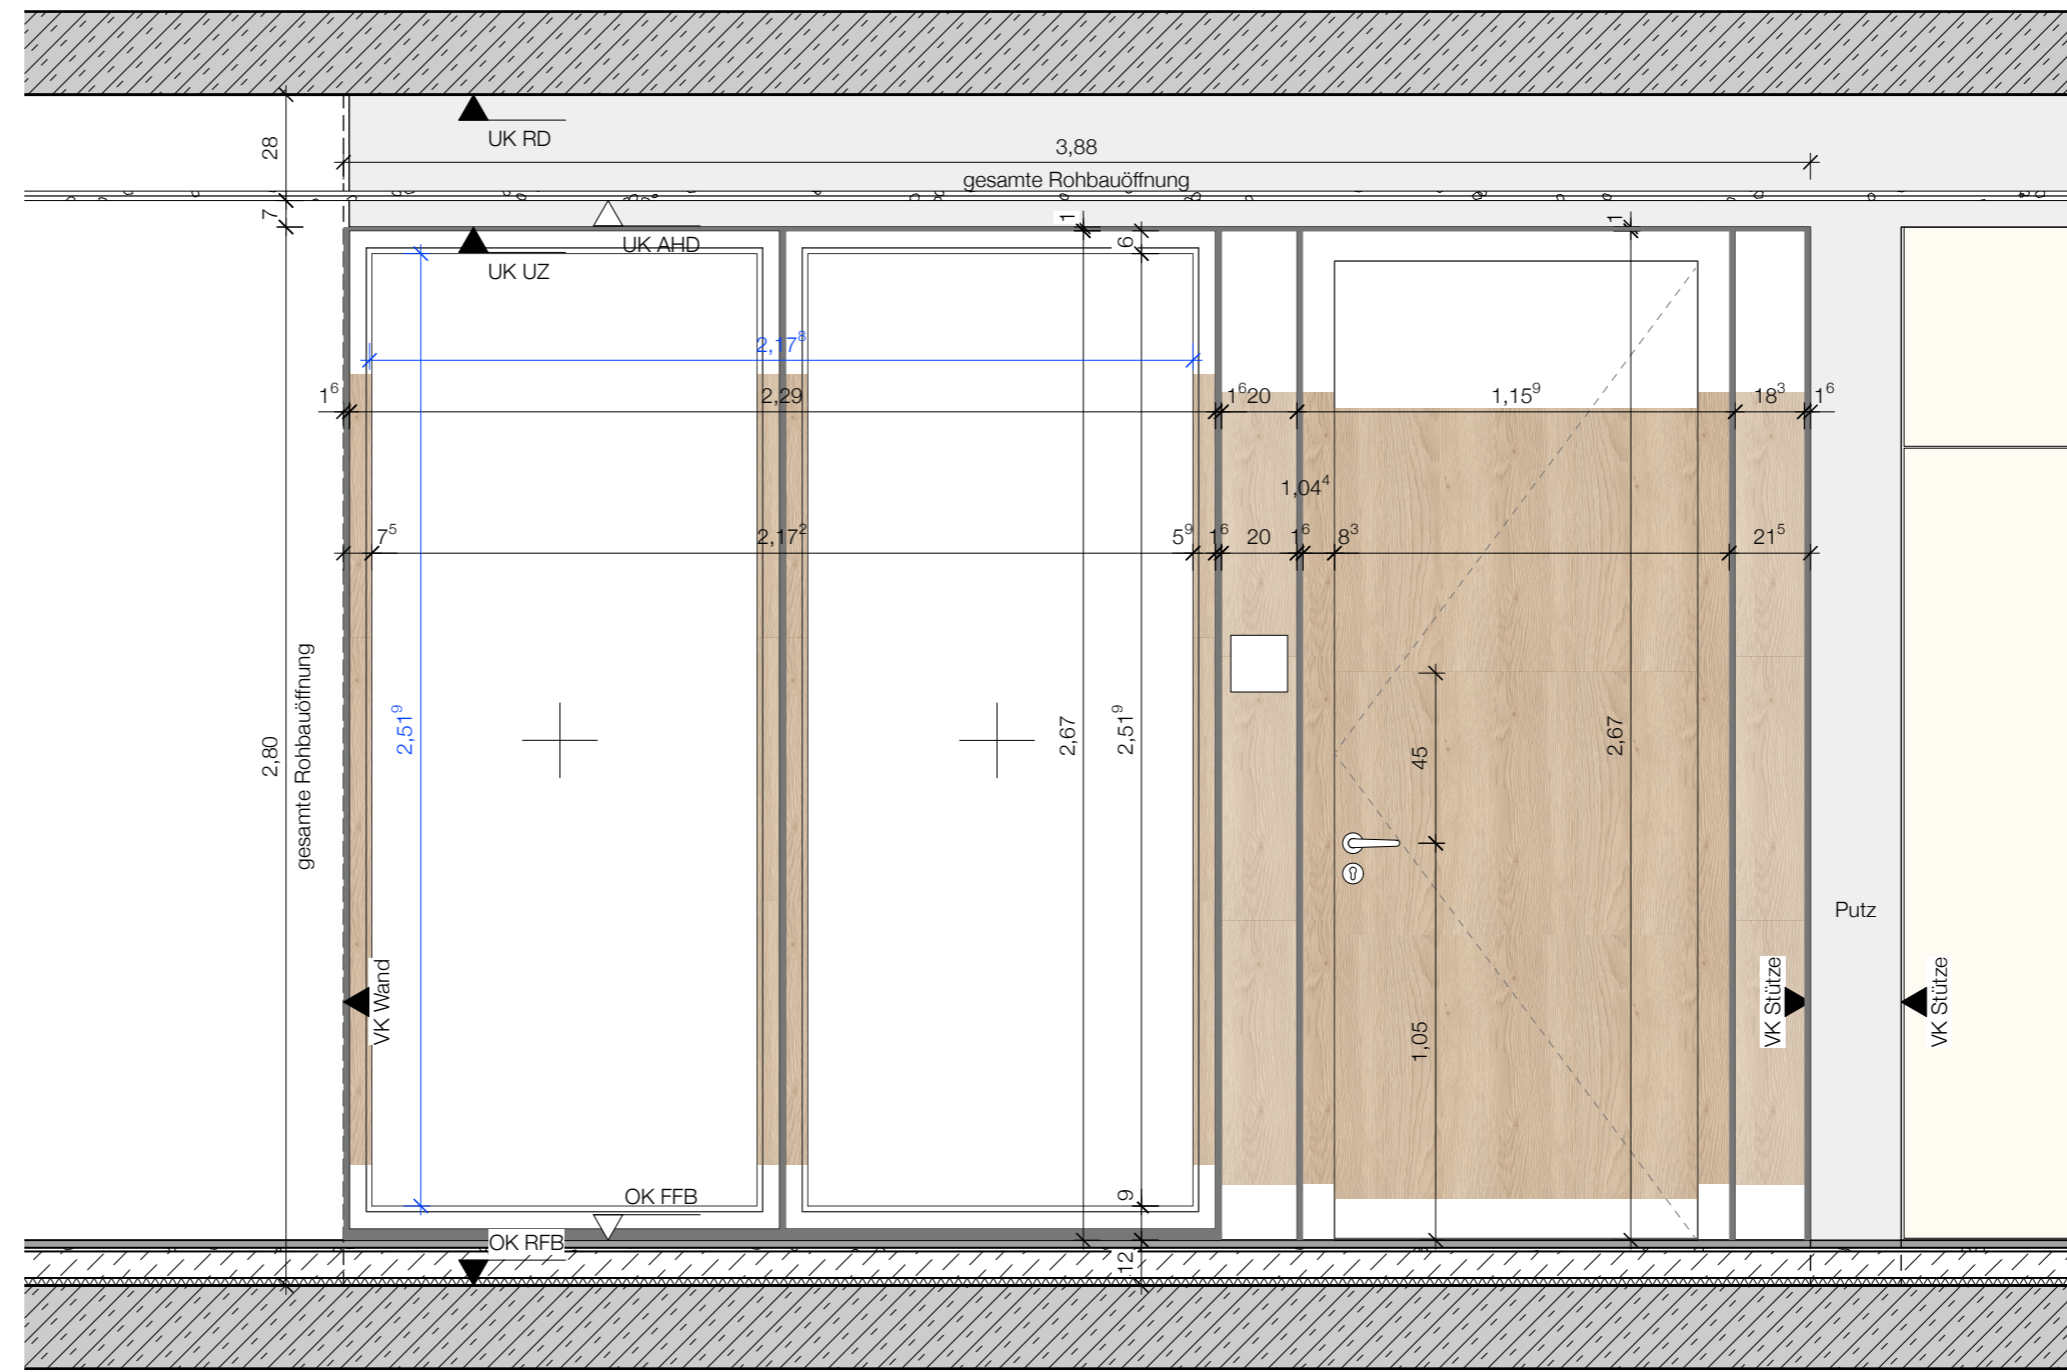 28
UK RD
3,88
gesamte Rohbauöffnung
7
1
1
6
UK AHD
UK UZ
2,17⁸
1⁶
2,29
1⁶
20
1,15⁹
18³
1⁶
1,04⁴
7⁵
2,17²
5⁹
1⁶
20
1⁶
8³
21⁵
2,80
gesamte Rohbauöffnung
2,51⁹
2,67
2,51⁹
45
2,67
Putz
VK Wand
1,05
VK Stütze
VK Stütze
OK FFB
9
OK RFB
12